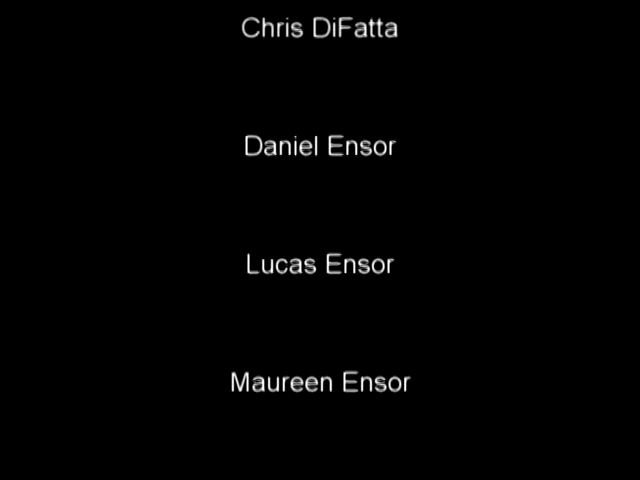 Chris DiFatta
Daniel Ensor
Lucas Ensor
Maureen Ensor